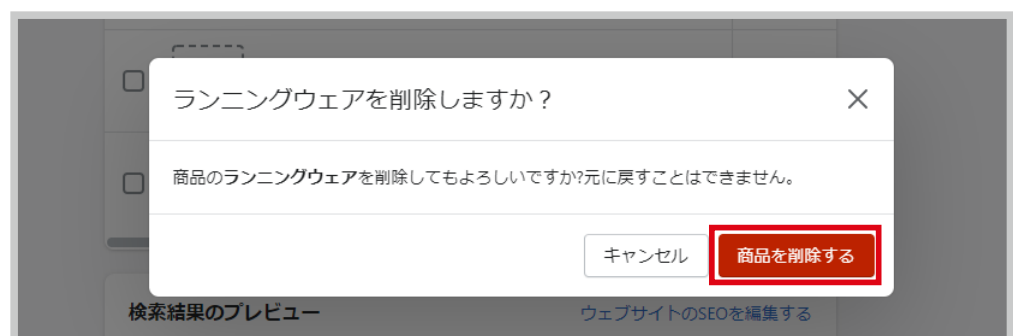 ランニングウェアを削除しますか？
商品のランニングウェアを削除してもよろしいですか?元に戻すことはできません。
キャンセル 商品を削除する
検索結果のプレビュー ウェブサイトのSEOを編集する